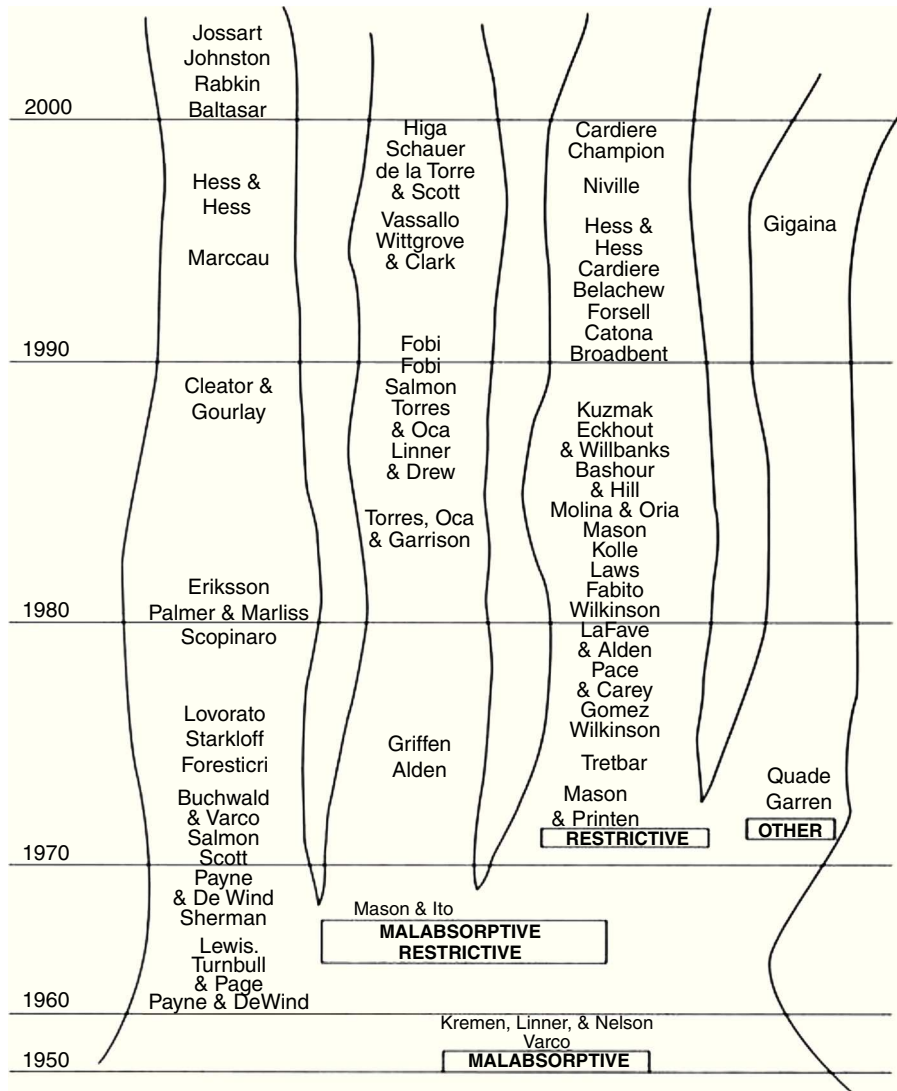 Jossart
Johnston
Rabkin
Baltasar
2000
Hess &
Hess
Marccau
1990
Cleator &
Gourlay
Eriksson
1980
Palmer & Marliss
Scopinaro
Lovorato
Starkloff
Foresticri
Buchwald
& Varco
Salmon
Scott
1970
Payne
& De Wind
Sherman
Lewis.
Turnbull
& Page
1960
Payne & DeWind
1950
Higa
Schauer
de la Torre
& Scott
Vassallo
Wittgrove
& Clark
Fobi
Fobi
Salmon
Torres
& Oca
Linner
& Drew
Torres, Oca
& Garrison
Griffen
Alden
Mason & Ito
MALABSORPTIVE
RESTRICTIVE
Kremen, Linner, & Nelson
Varco
MALABSORPTIVE
Cardiere
Champion
Niville
Hess &
Hess
Cardiere
Belachew
Forsell
Catona
Broadbent
Kuzmak
Eckhout
& Willbanks
Bashour
& Hill
Molina & Oria
Mason
Kolle
Laws
Fabito
Wilkinson
LaFave
& Alden
Pace
& Carey
Gomez
Wilkinson
Tretbar
Mason
& Printen
RESTRICTIVE
Gigaina
Quade
Garren
OTHER